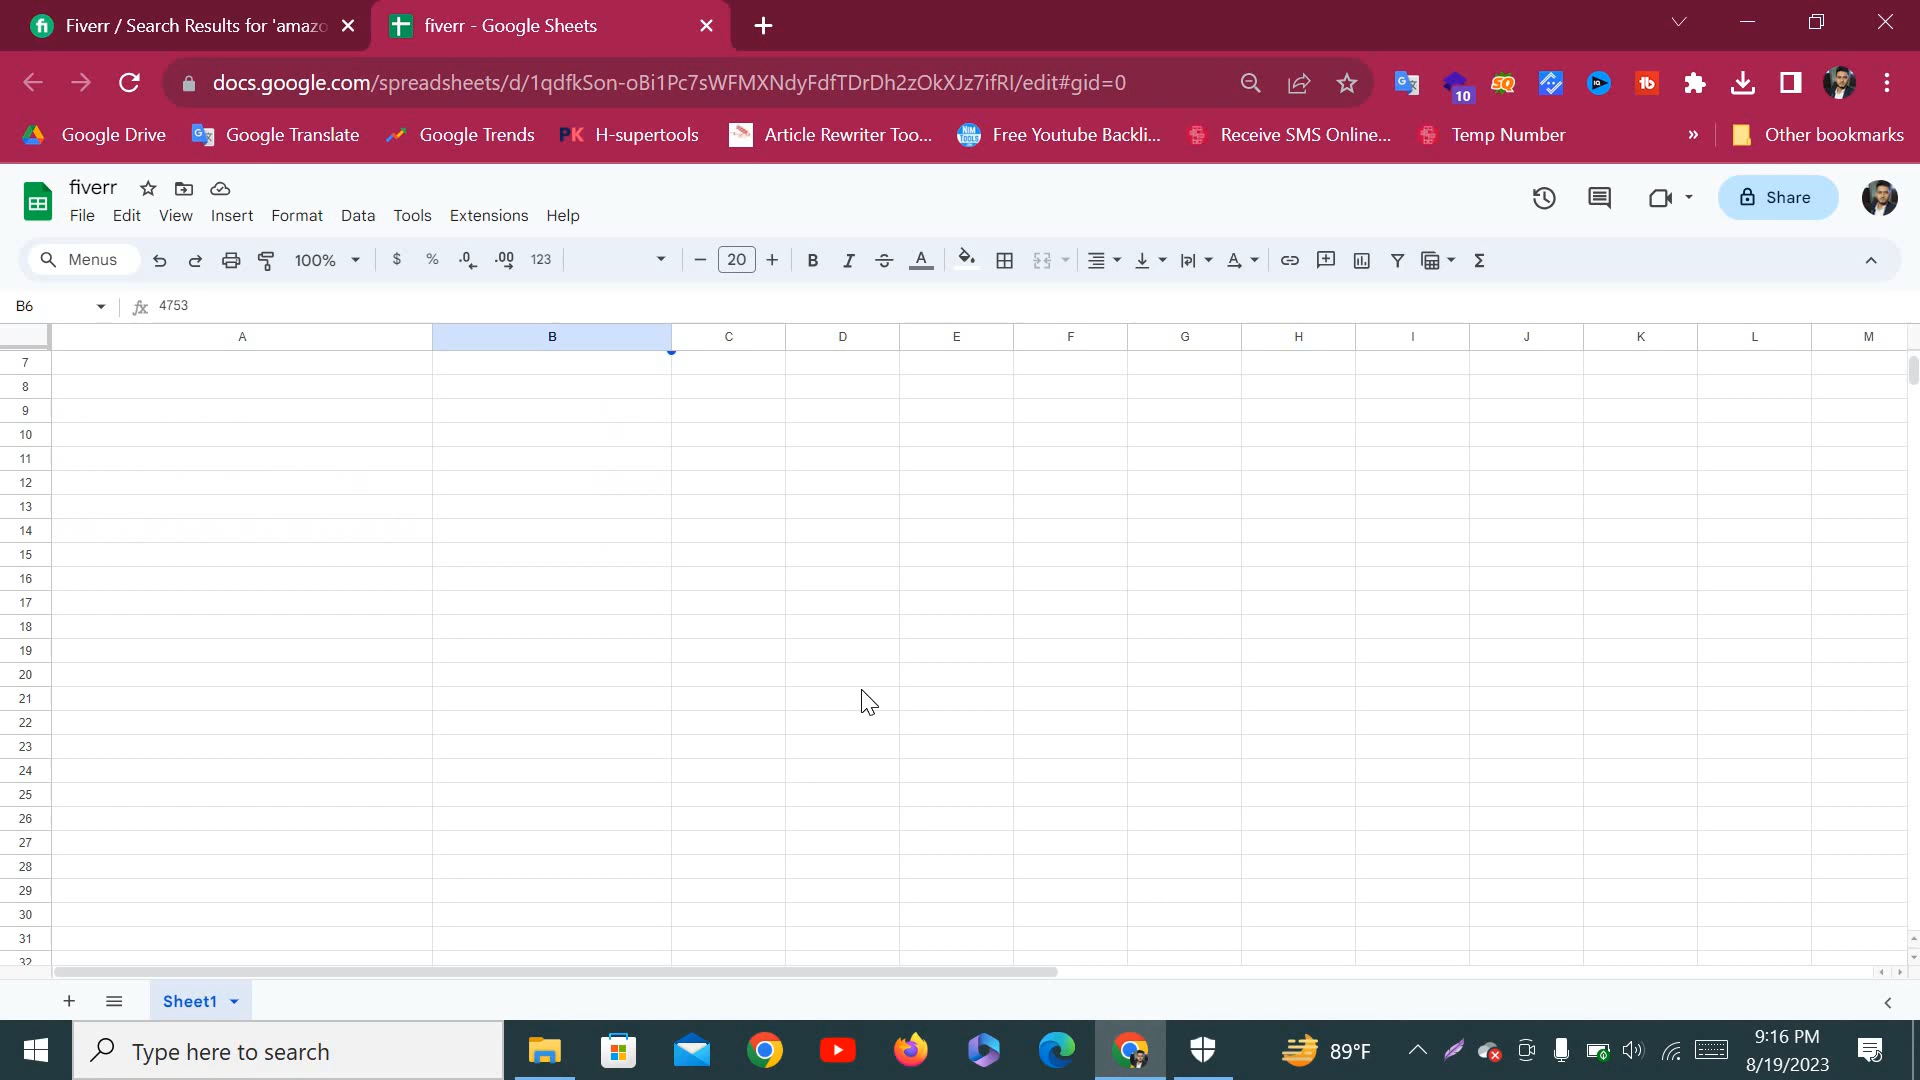 Fiverr / Search Results for 'amazo
fiverr - Google Sheets
docs.google.com/spreadsheets/d/1qdfkSon-oBi1Pc7sWFMXNdyFdfTDrDh2zOkXJz7ifRI/edit#gid=0
10
Google Drive
Google Translate
Google Trends
PK H-supertools
Article Rewriter Too...
Free Youtube Backli...
Receive SMS Online...
Temp Number
»
Other bookmarks
fiverr
File Edit View Insert Format Data Tools Extensions Help
Share
Menus
100%
$ % .0 .00 123
20
B I S A
Σ
B6
fx 4753
A B C D E F G H I J K L M
7
8
9
10
11
12
13
14
15
16
17
18
19
20
21
22
23
24
25
26
27
28
29
30
31
32
Sheet1
Type here to search
89°F
9:16 PM
8/19/2023